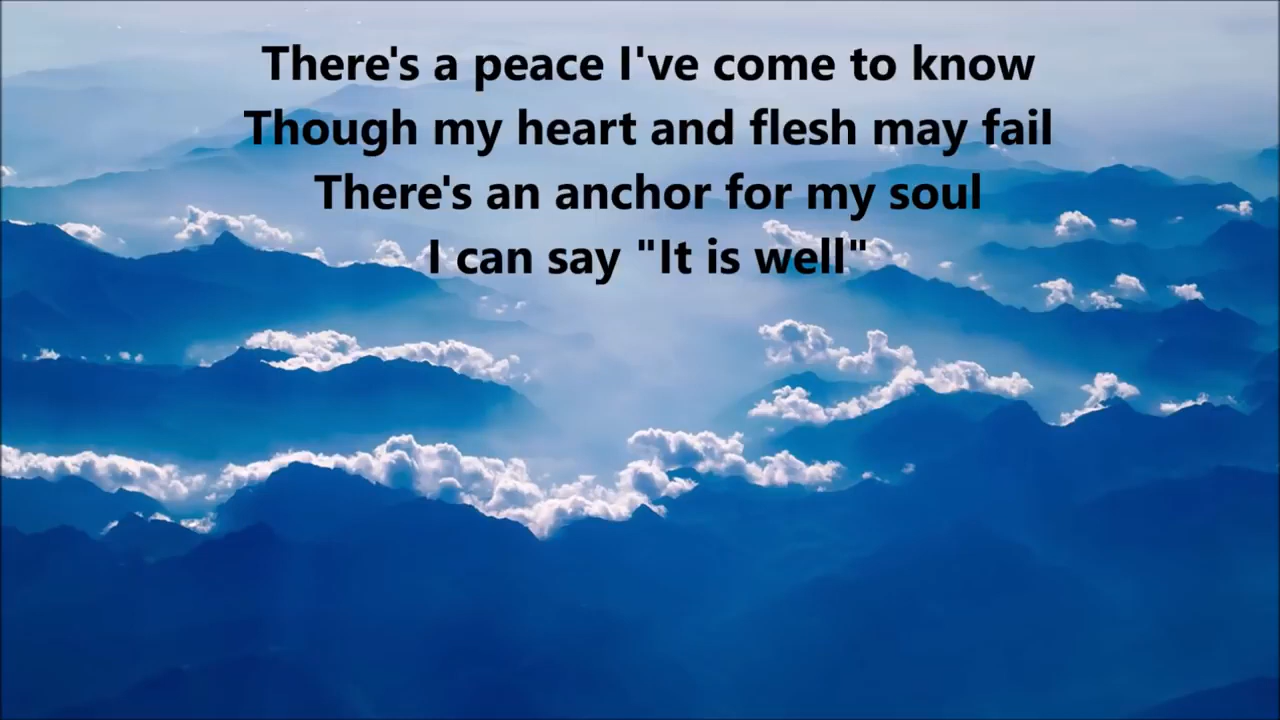 There's a peace I've come to know
Though my heart and flesh may fail
There's an anchor for my soul
I can say "It is well"